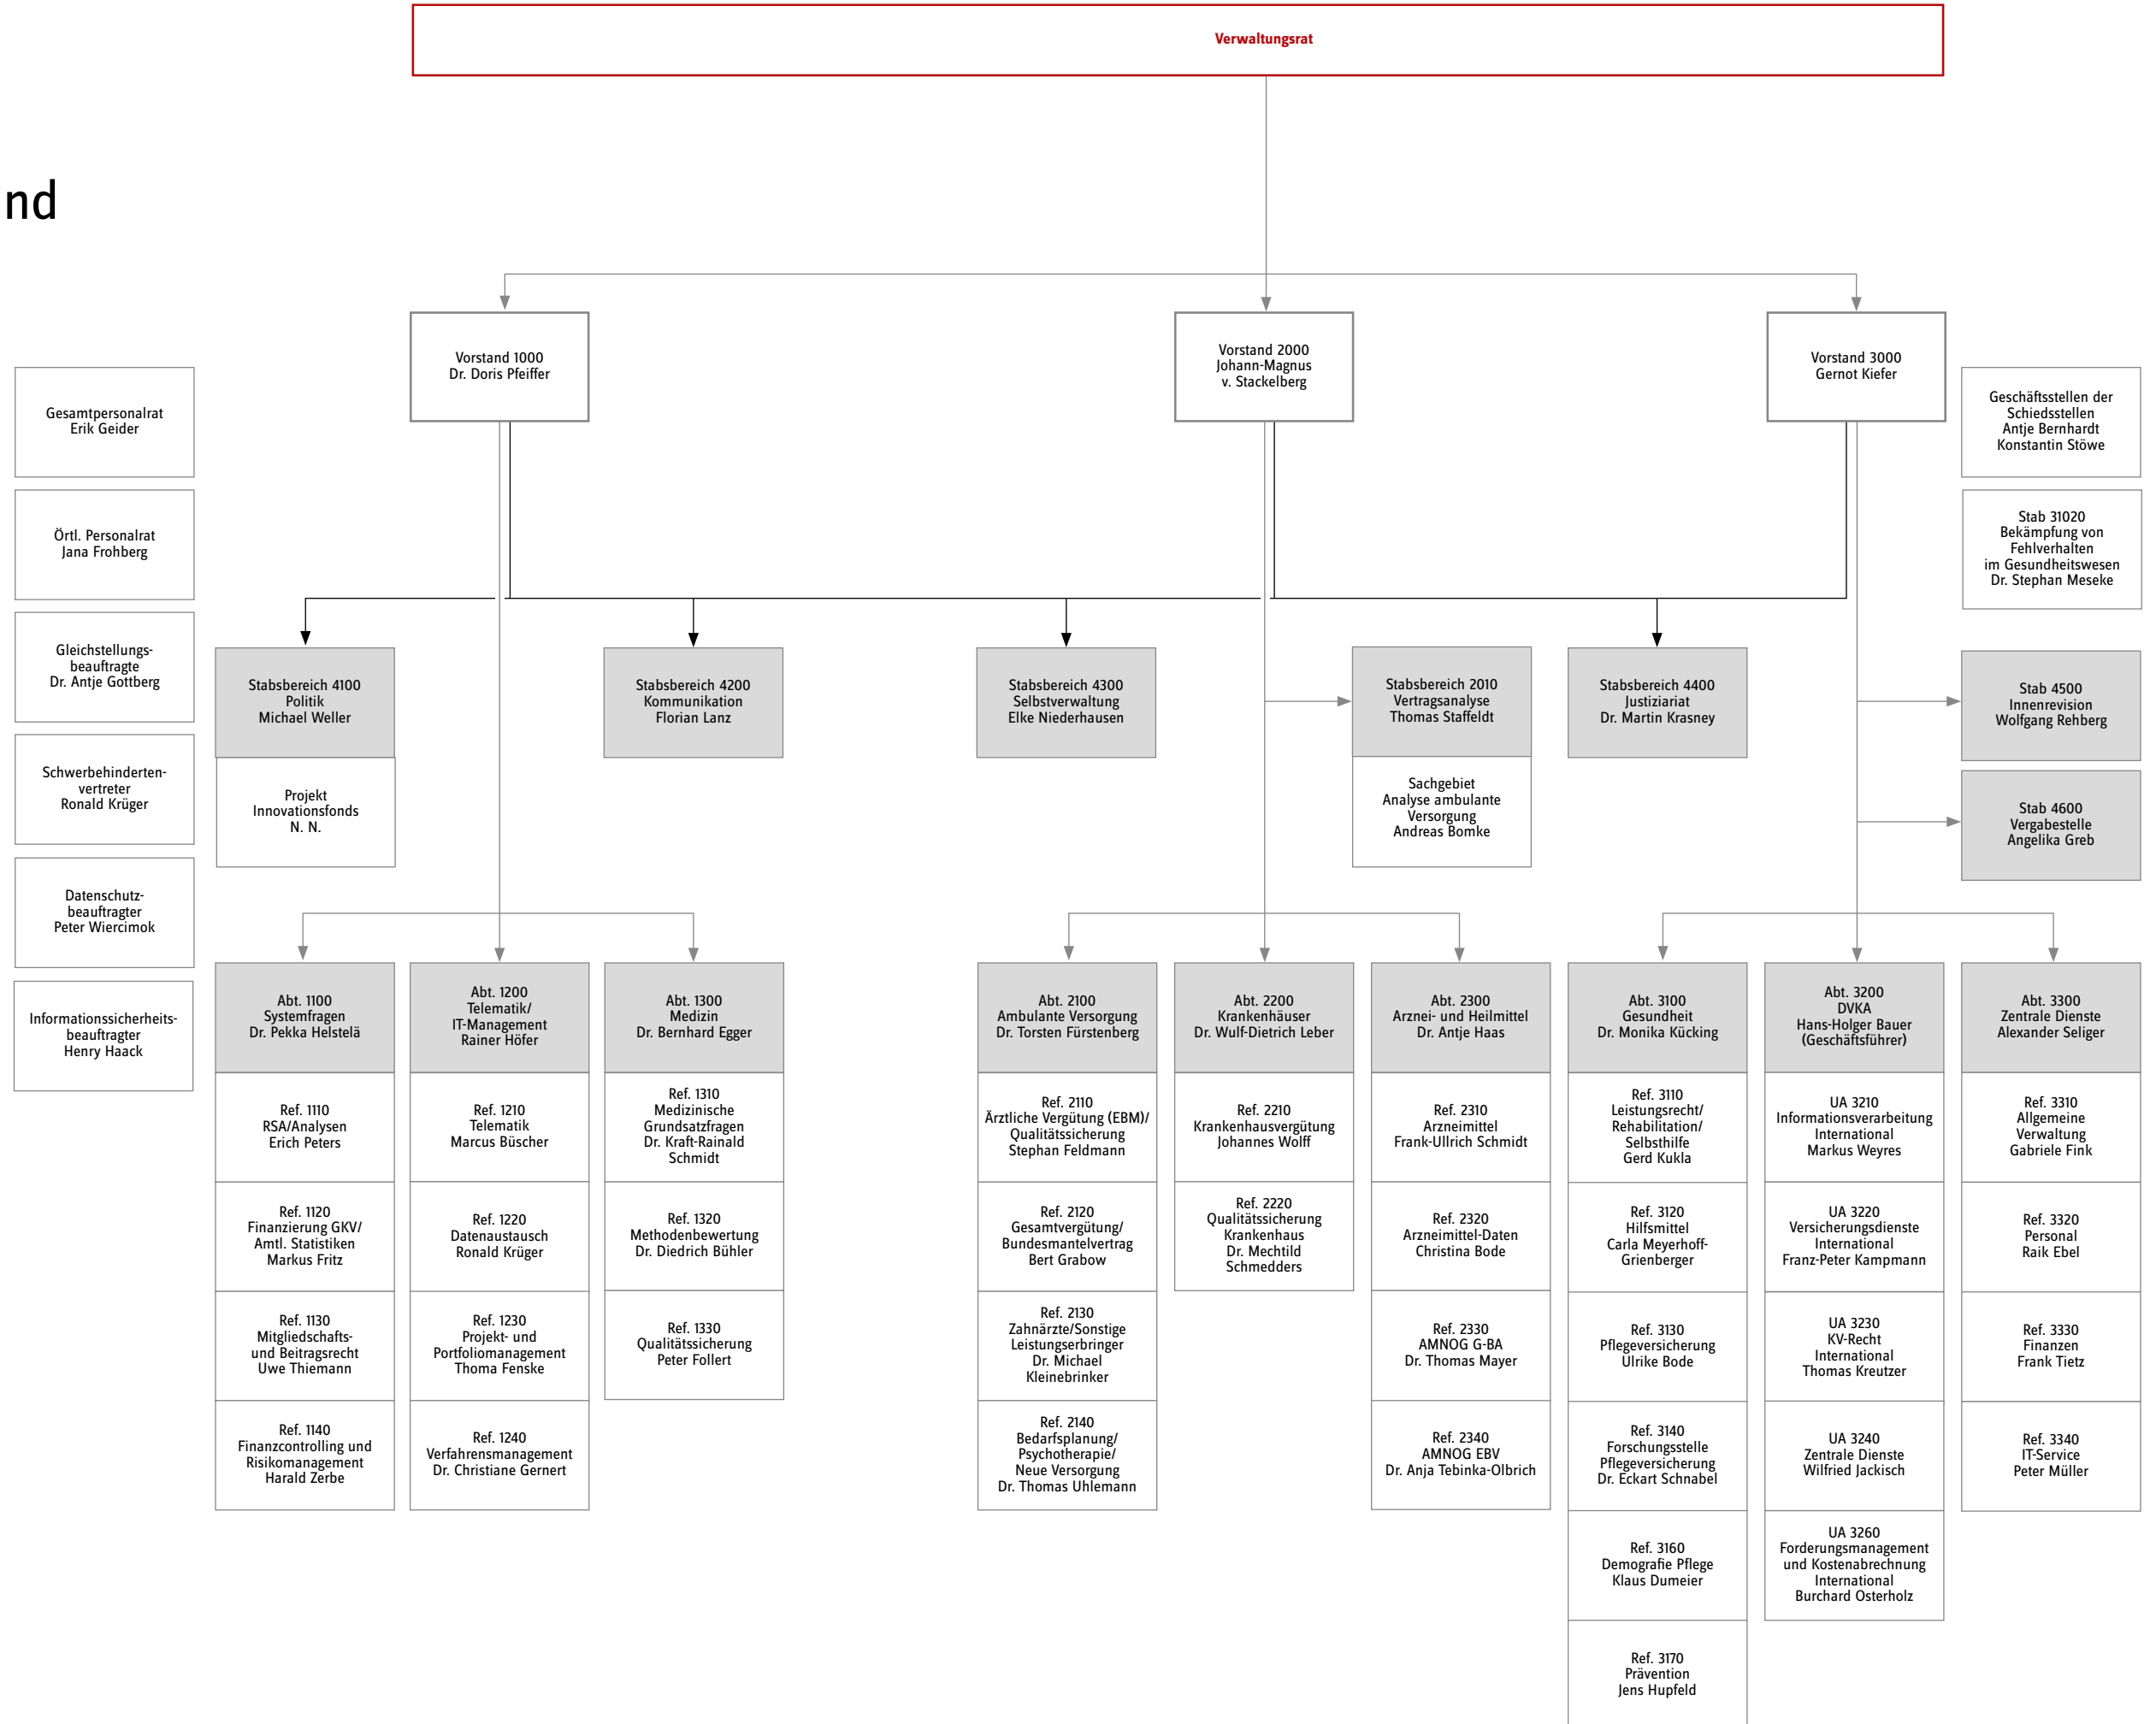 Verwaltungsrat
nd
Vorstand 1000
Dr. Doris Pfeiffer
Vorstand 2000
Johann-Magnus
v. Stackelberg
Vorstand 3000
Gernot Kiefer
Gesamtpersonalrat
Erik Geider
Örtl. Personalrat
Jana Frohberg
Gleichstellungs-
beauftragte
Dr. Antje Gottberg
Schwerbehinderten-
vertreter
Ronald Krüger
Datenschutz-
beauftragter
Peter Wiercimok
Informationssicherheits-
beauftragter
Henry Haack
Geschäftsstellen der
Schiedsstellen
Antje Bernhardt
Konstantin Stöwe
Stab 31020
Bekämpfung von
Fehlverhalten
im Gesundheitswesen
Dr. Stephan Meseke
Stabsbereich 4100
Politik
Michael Weller
Projekt
Innovationsfonds
N. N.
Stabsbereich 4200
Kommunikation
Florian Lanz
Stabsbereich 4300
Selbstverwaltung
Elke Niederhausen
Stabsbereich 2010
Vertragsanalyse
Thomas Staffeldt
Sachgebiet
Analyse ambulante
Versorgung
Andreas Bomke
Stabsbereich 4400
Justiziariat
Dr. Martin Krasney
Stab 4500
Innenrevision
Wolfgang Rehberg
Stab 4600
Vergabestelle
Angelika Greb
Abt. 1100
Systemfragen
Dr. Pekka Helstelä
Ref. 1110
RSA/Analysen
Erich Peters
Ref. 1120
Finanzierung GKV/
Amtl. Statistiken
Markus Fritz
Ref. 1130
Mitgliedschafts-
und Beitragsrecht
Uwe Thiemann
Ref. 1140
Finanzcontrolling und
Risikomanagement
Harald Zerbe
Abt. 1200
Telematik/
IT-Management
Rainer Höfer
Ref. 1210
Telematik
Marcus Büscher
Ref. 1220
Datenaustausch
Ronald Krüger
Ref. 1230
Projekt- und
Portfoliomanagement
Thoma Fenske
Ref. 1240
Verfahrensmanagement
Dr. Christiane Gernert
Abt. 1300
Medizin
Dr. Bernhard Egger
Ref. 1310
Medizinische
Grundsatzfragen
Dr. Kraft-Rainald
Schmidt
Ref. 1320
Methodenbewertung
Dr. Diedrich Bühler
Ref. 1330
Qualitätssicherung
Peter Follert
Abt. 2100
Ambulante Versorgung
Dr. Torsten Fürstenberg
Ref. 2110
Ärztliche Vergütung (EBM)/
Qualitätssicherung
Stephan Feldmann
Ref. 2120
Gesamtvergütung/
Bundesmantelvertrag
Bert Grabow
Ref. 2130
Zahnärzte/Sonstige
Leistungserbringer
Dr. Michael
Kleinebrinker
Ref. 2140
Bedarfsplanung/
Psychotherapie/
Neue Versorgung
Dr. Thomas Uhlemann
Abt. 2200
Krankenhäuser
Dr. Wulf-Dietrich Leber
Ref. 2210
Krankenhausvergütung
Johannes Wolff
Ref. 2220
Qualitätssicherung
Krankenhaus
Dr. Mechtild
Schmedders
Abt. 2300
Arznei- und Heilmittel
Dr. Antje Haas
Ref. 2310
Arzneimittel
Frank-Ullrich Schmidt
Ref. 2320
Arzneimittel-Daten
Christina Bode
Ref. 2330
AMNOG G-BA
Dr. Thomas Mayer
Ref. 2340
AMNOG EBV
Dr. Anja Tebinka-Olbrich
Abt. 3100
Gesundheit
Dr. Monika Kücking
Ref. 3110
Leistungsrecht/
Rehabilitation/
Selbsthilfe
Gerd Kukla
Ref. 3120
Hilfsmittel
Carla Meyerhoff-
Grienberger
Ref. 3130
Pflegeversicherung
Ulrike Bode
Ref. 3140
Forschungsstelle
Pflegeversicherung
Dr. Eckart Schnabel
Ref. 3160
Demografie Pflege
Klaus Dumeier
Ref. 3170
Prävention
Jens Hupfeld
Abt. 3200
DVKA
Hans-Holger Bauer
(Geschäftsführer)
UA 3210
Informationsverarbeitung
International
Markus Weyres
UA 3220
Versicherungsdienste
International
Franz-Peter Kampmann
UA 3230
KV-Recht
International
Thomas Kreutzer
UA 3240
Zentrale Dienste
Wilfried Jackisch
UA 3260
Forderungsmanagement
und Kostenabrechnung
International
Burchard Osterholz
Abt. 3300
Zentrale Dienste
Alexander Seliger
Ref. 3310
Allgemeine
Verwaltung
Gabriele Fink
Ref. 3320
Personal
Raik Ebel
Ref. 3330
Finanzen
Frank Tietz
Ref. 3340
IT-Service
Peter Müller